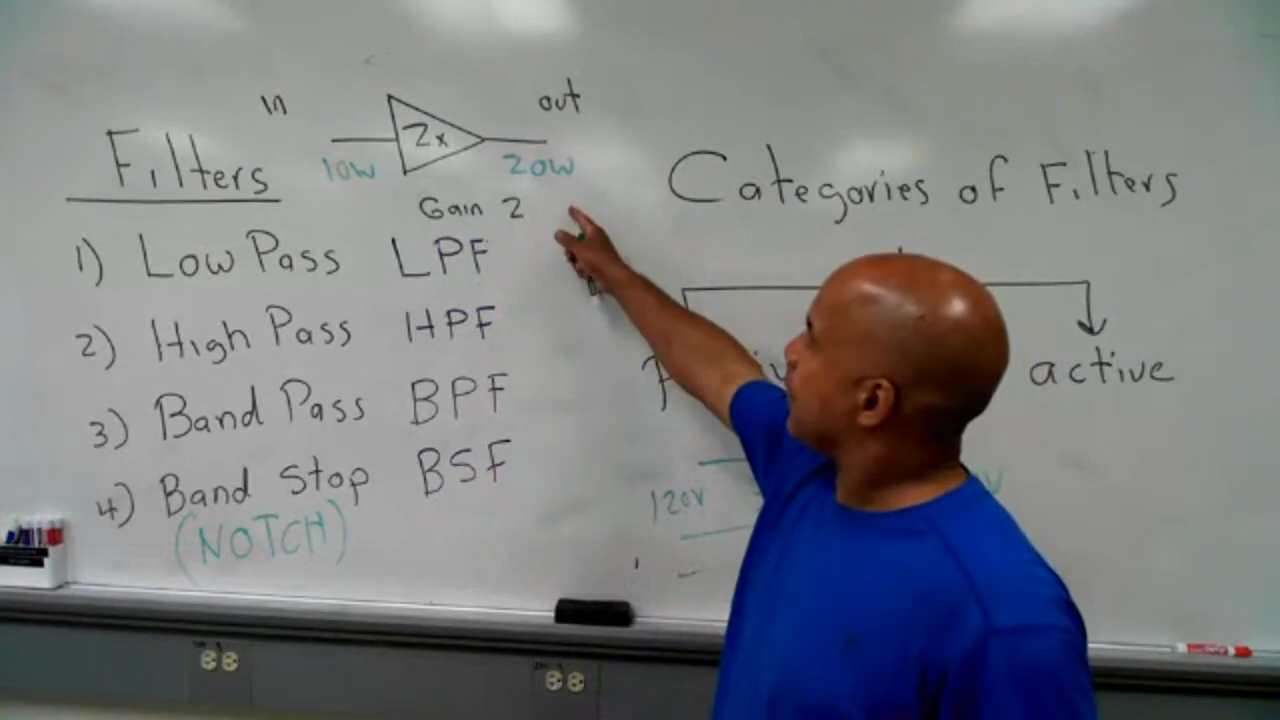 In
out
2x
10W
20W
Gain 2
Filters
1) Low Pass LPF
2) High Pass HPF
3) Band Pass BPF
4) Band Stop BSF
(NOTCH)
Categories of Filters
active
120V